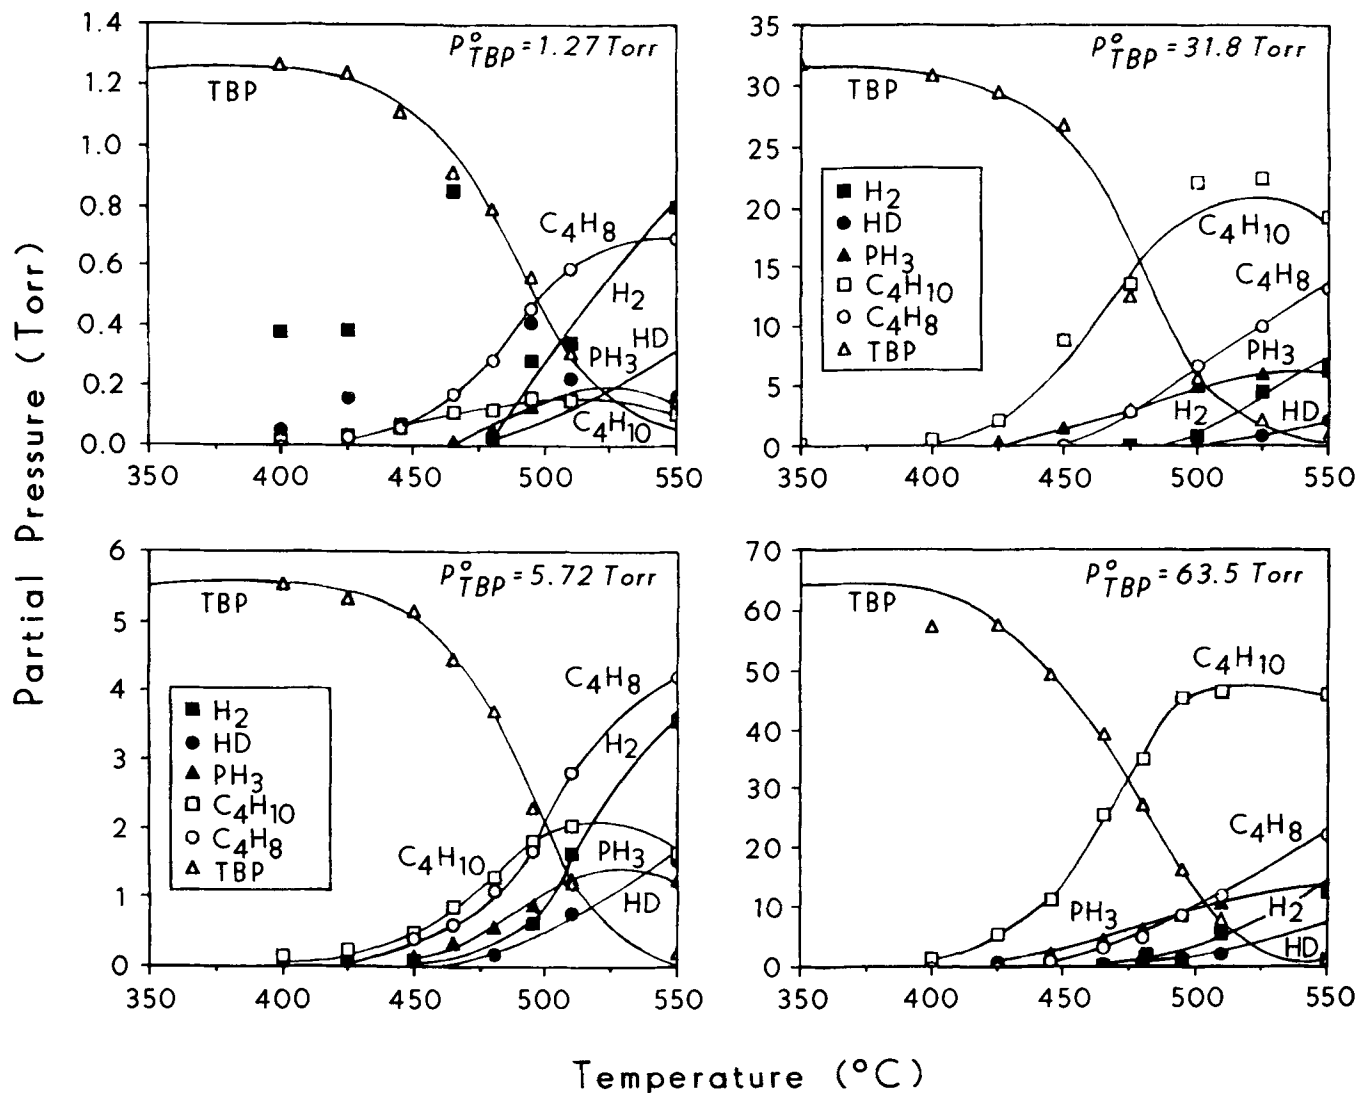 Partial Pressure (Torr)
P°TBP = 1.27 Torr
1.4
1.2
1.0
0.8
0.6
0.4
0.2
0.0
TBP
C4H8
H2
HD
PH3
C4H10
350 400 450 500 550
P°TBP = 31.8 Torr
35
30
25
20
15
10
5
0
TBP
H2
HD
PH3
C4H10
C4H8
TBP
C4H10
C4H8
PH3
H2
HD
350 400 450 500 550
P°TBP = 5.72 Torr
6
5
4
3
2
1
0
TBP
H2
HD
PH3
C4H10
C4H8
TBP
C4H8
H2
C4H10
PH3
HD
350 400 450 500 550
P°TBP = 63.5 Torr
70
60
50
40
30
20
10
0
TBP
C4H10
C4H8
PH3
H2
HD
350 400 450 500 550
Temperature (°C)